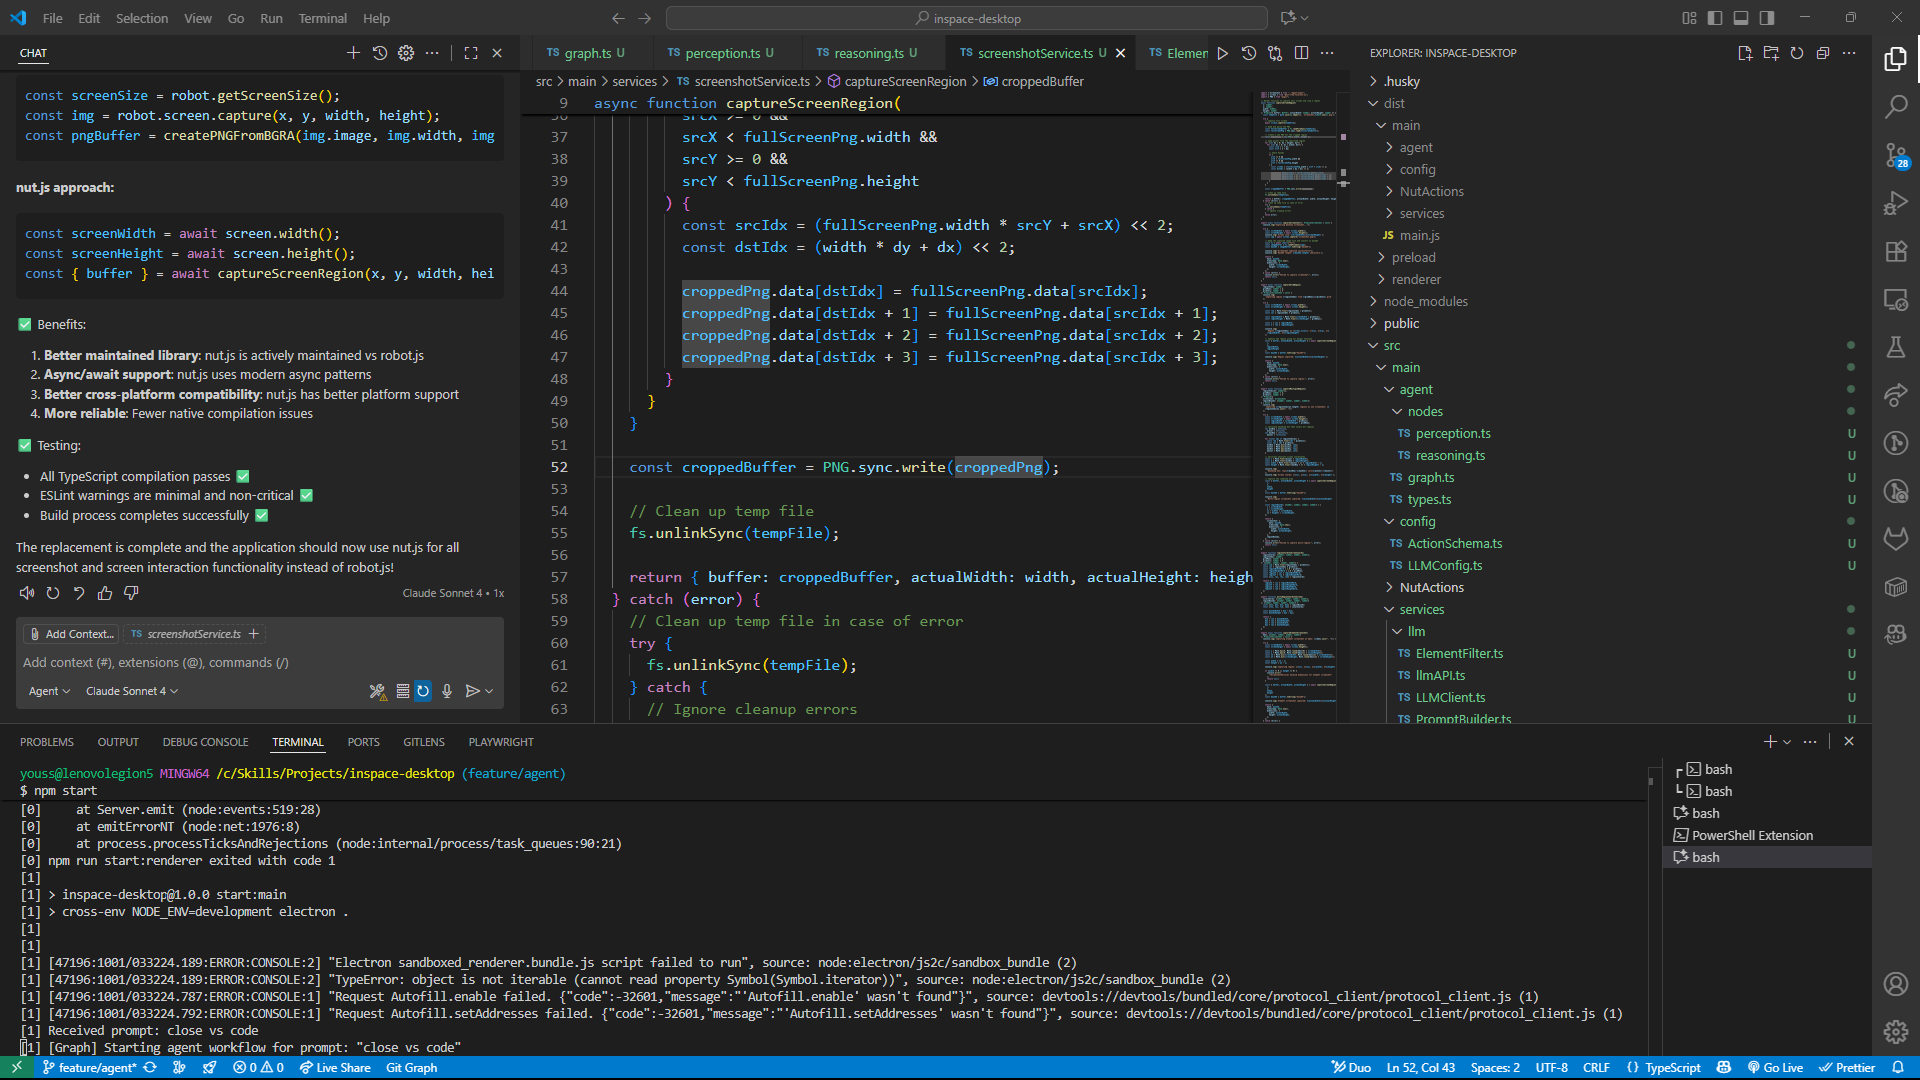 File Edit Selection View Go Run Terminal Help
inspace-desktop
CHAT
const screenSize = robot.getScreenSize();
const img = robot.screen.capture(x, y, width, height);
const pngBuffer = createPNGFromBGRA(img.image, img.width, img
nut.js approach:
const screenWidth = await screen.width();
const screenHeight = await screen.height();
const { buffer } = await captureScreenRegion(x, y, width, hei
✅ Benefits:
1. Better maintained library: nut.js is actively maintained vs robot.js
2. Async/await support: nut.js uses modern async patterns
3. Better cross-platform compatibility: nut.js has better platform support
4. More reliable: Fewer native compilation issues
✅ Testing:
• All TypeScript compilation passes ✅
• ESLint warnings are minimal and non-critical ✅
• Build process completes successfully ✅
The replacement is complete and the application should now use nut.js for all
screenshot and screen interaction functionality instead of robot.js!
Claude Sonnet 4 • 1x
Add Context... TS screenshotService.ts +
Add context (#), extensions (@), commands (/)
Agent Claude Sonnet 4
TS graph.ts U TS perception.ts U TS reasoning.ts U TS screenshotService.ts U TS Elemen
src > main > services > TS screenshotService.ts > captureScreenRegion > croppedBuffer
9 async function captureScreenRegion(
36 srcX >= 0 &&
37 srcX < fullScreenPng.width &&
38 srcY >= 0 &&
39 srcY < fullScreenPng.height
40 ) {
41 const srcIdx = (fullScreenPng.width * srcY + srcX) << 2;
42 const dstIdx = (width * dy + dx) << 2;
43
44 croppedPng.data[dstIdx] = fullScreenPng.data[srcIdx];
45 croppedPng.data[dstIdx + 1] = fullScreenPng.data[srcIdx + 1];
46 croppedPng.data[dstIdx + 2] = fullScreenPng.data[srcIdx + 2];
47 croppedPng.data[dstIdx + 3] = fullScreenPng.data[srcIdx + 3];
48 }
49 }
50 }
51
52 const croppedBuffer = PNG.sync.write(croppedPng);
53
54 // Clean up temp file
55 fs.unlinkSync(tempFile);
56
57 return { buffer: croppedBuffer, actualWidth: width, actualHeight: heigh
58 } catch (error) {
59 // Clean up temp file in case of error
60 try {
61 fs.unlinkSync(tempFile);
62 } catch {
63 // Ignore cleanup errors
EXPLORER: INSPACE-DESKTOP
.husky
dist
main
agent
config
NutActions
services
JS main.js
preload
renderer
node_modules
public
src
main
agent
nodes
TS perception.ts U
TS reasoning.ts U
TS graph.ts U
TS types.ts U
config
TS ActionSchema.ts U
TS LLMConfig.ts U
NutActions
services
llm
TS ElementFilter.ts U
TS llmAPI.ts U
TS LLMClient.ts U
TS PromptBuilder.ts U
28
PROBLEMS OUTPUT DEBUG CONSOLE TERMINAL PORTS GITLENS PLAYWRIGHT
youss@lenovolegion5 MINGW64 /c/Skills/Projects/inspace-desktop (feature/agent)
$ npm start
[0] at Server.emit (node:events:519:28)
[0] at emitErrorNT (node:net:1976:8)
[0] at process.processTicksAndRejections (node:internal/process/task_queues:90:21)
[0] npm run start:renderer exited with code 1
[1]
[1] > inspace-desktop@1.0.0 start:main
[1] > cross-env NODE_ENV=development electron .
[1]
[1]
[1] [47196:1001/033224.189:ERROR:CONSOLE:2] "Electron sandboxed_renderer.bundle.js script failed to run", source: node:electron/js2c/sandbox_bundle (2)
[1] [47196:1001/033224.189:ERROR:CONSOLE:2] "TypeError: object is not iterable (cannot read property Symbol(Symbol.iterator))", source: node:electron/js2c/sandbox_bundle (2)
[1] [47196:1001/033224.787:ERROR:CONSOLE:1] "Request Autofill.enable failed. {"code":-32601,"message":"'Autofill.enable' wasn't found"}", source: devtools://devtools/bundled/core/protocol_client/protocol_client.js (1)
[1] [47196:1001/033224.792:ERROR:CONSOLE:1] "Request Autofill.setAddresses failed. {"code":-32601,"message":"'Autofill.setAddresses' wasn't found"}", source: devtools://devtools/bundled/core/protocol_client/protocol_client.js (1)
[1] Received prompt: close vs code
[1] [Graph] Starting agent workflow for prompt: "close vs code"
bash
bash
bash
PowerShell Extension
bash
feature/agent* 0 0 Live Share Git Graph Duo Ln 52, Col 43 Spaces: 2 UTF-8 CRLF {} TypeScript Go Live Prettier